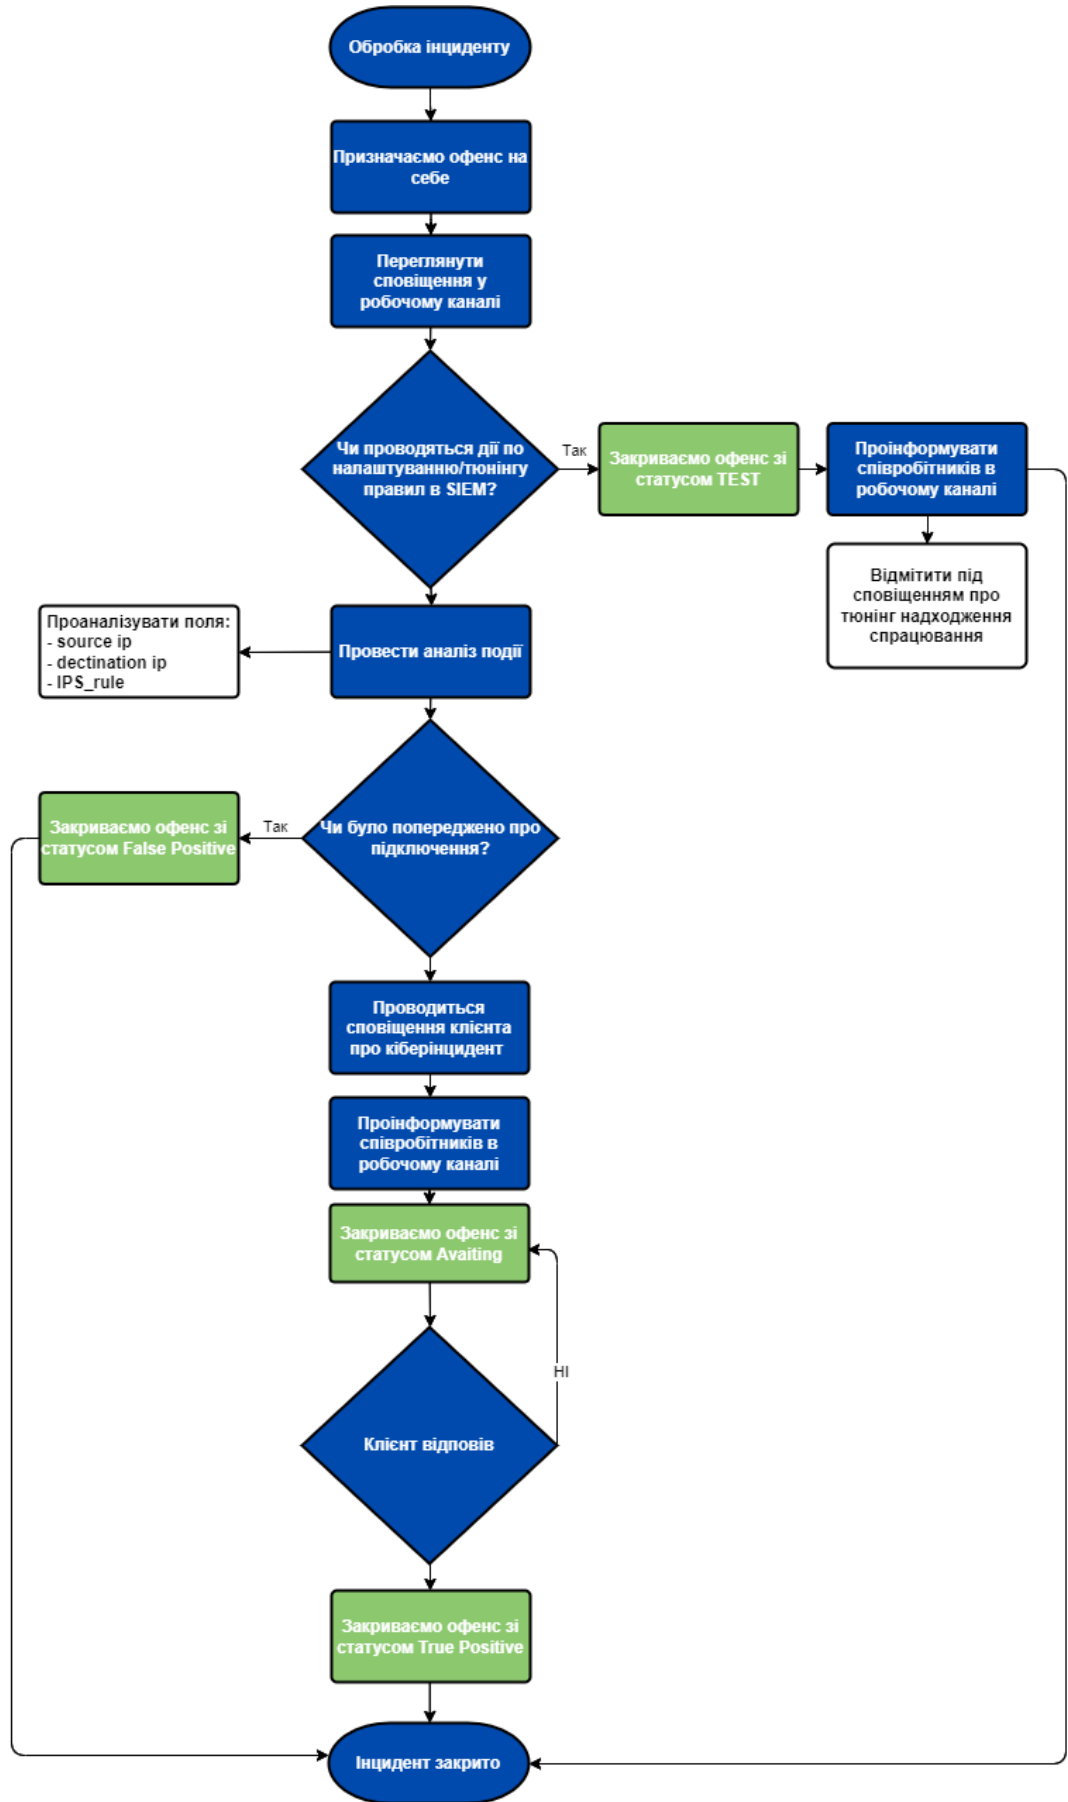 Обробка інциденту
Призначаємо офенс на
себе
Переглянути
сповіщення у
робочому каналі
Чи проводяться дії по
налаштуванню/тюнінгу
правил в SIEM?
Так
Закриваємо офенс зі
статусом TEST
Проінформувати
співробітників в
робочому каналі
Відмітити під
сповіщенням про
тюнінг надходження
спрацювання
Проаналізувати поля:
- source ip
- dectination ip
- IPS_rule
Провести аналіз події
Закриваємо офенс зі
статусом False Positive
Так
Чи було попереджено про
підключення?
Проводиться
сповіщення клієнта
про кіберінцидент
Проінформувати
співробітників в
робочому каналі
Закриваємо офенс зі
статусом Avaiting
НІ
Клієнт відповів
Закриваємо офенс зі
статусом True Positive
Інцидент закрито